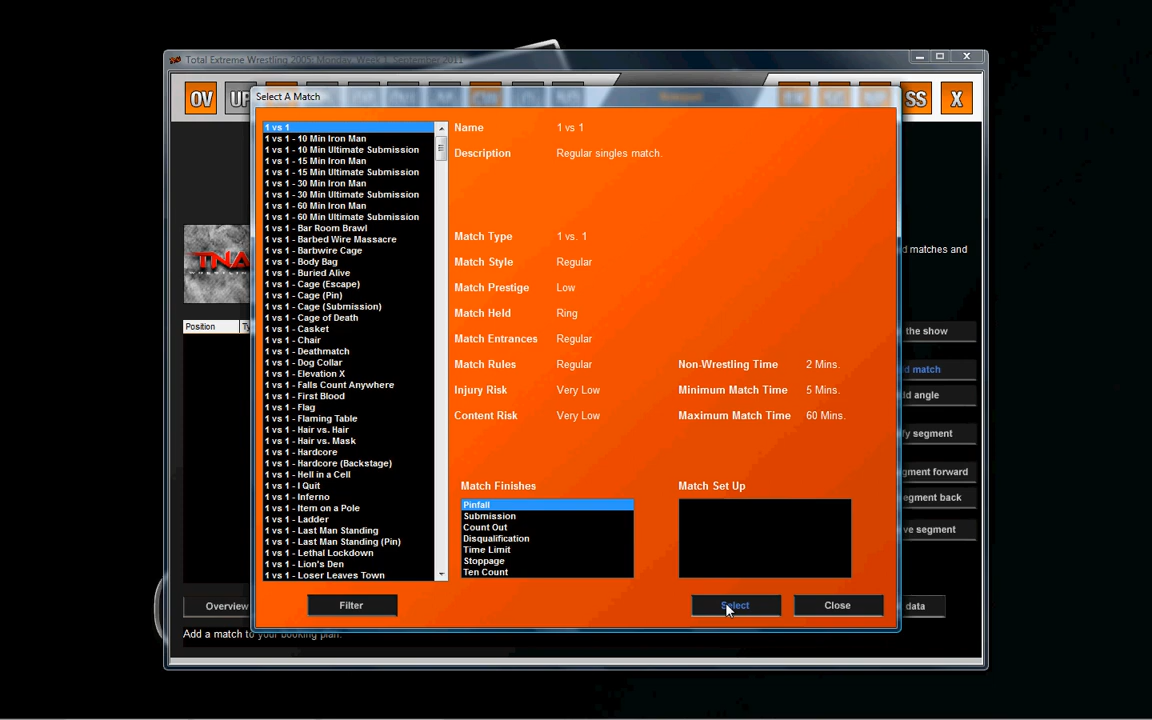 Total Extreme Wrestling 2005: Monday, Week 1, September 2011
OV
UP
SS
X
Select A Match
1 vs 1
1 vs 1 - 10 Min Iron Man
1 vs 1 - 10 Min Ultimate Submission
1 vs 1 - 15 Min Iron Man
1 vs 1 - 15 Min Ultimate Submission
1 vs 1 - 30 Min Iron Man
1 vs 1 - 30 Min Ultimate Submission
1 vs 1 - 60 Min Iron Man
1 vs 1 - 60 Min Ultimate Submission
1 vs 1 - Bar Room Brawl
1 vs 1 - Barbed Wire Massacre
1 vs 1 - Barbwire Cage
1 vs 1 - Body Bag
1 vs 1 - Buried Alive
1 vs 1 - Cage (Escape)
1 vs 1 - Cage (Pin)
1 vs 1 - Cage (Submission)
1 vs 1 - Cage of Death
1 vs 1 - Casket
1 vs 1 - Chair
1 vs 1 - Deathmatch
1 vs 1 - Dog Collar
1 vs 1 - Elevation X
1 vs 1 - Falls Count Anywhere
1 vs 1 - First Blood
1 vs 1 - Flag
1 vs 1 - Flaming Table
1 vs 1 - Hair vs. Hair
1 vs 1 - Hair vs. Mask
1 vs 1 - Hardcore
1 vs 1 - Hardcore (Backstage)
1 vs 1 - Hell in a Cell
1 vs 1 - I Quit
1 vs 1 - Inferno
1 vs 1 - Item on a Pole
1 vs 1 - Ladder
1 vs 1 - Last Man Standing
1 vs 1 - Last Man Standing (Pin)
1 vs 1 - Lethal Lockdown
1 vs 1 - Lion's Den
1 vs 1 - Loser Leaves Town
Name 1 vs 1
Description Regular singles match.
Match Type 1 vs. 1
Match Style Regular
Match Prestige Low
Match Held Ring
Match Entrances Regular
Match Rules Regular Non-Wrestling Time 2 Mins.
Injury Risk Very Low Minimum Match Time 5 Mins.
Content Risk Very Low Maximum Match Time 60 Mins.
Match Finishes Match Set Up
Pinfall
Submission
Count Out
Disqualification
Time Limit
Stoppage
Ten Count
Filter Select Close
TNA
Position
d matches and
the show
d match
ld angle
fy segment
gment forward
egment back
ve segment
Overview
data
Add a match to your booking plan.